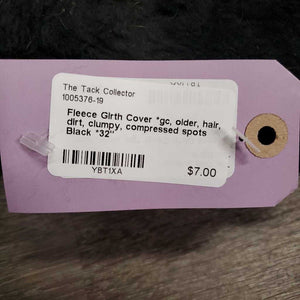 The Tack Collector
1005376-19
Fleece Girth Cover *gc, older, hair,
dirt, clumpy, compressed spots
Black *32"
YBT1XA
$7.00